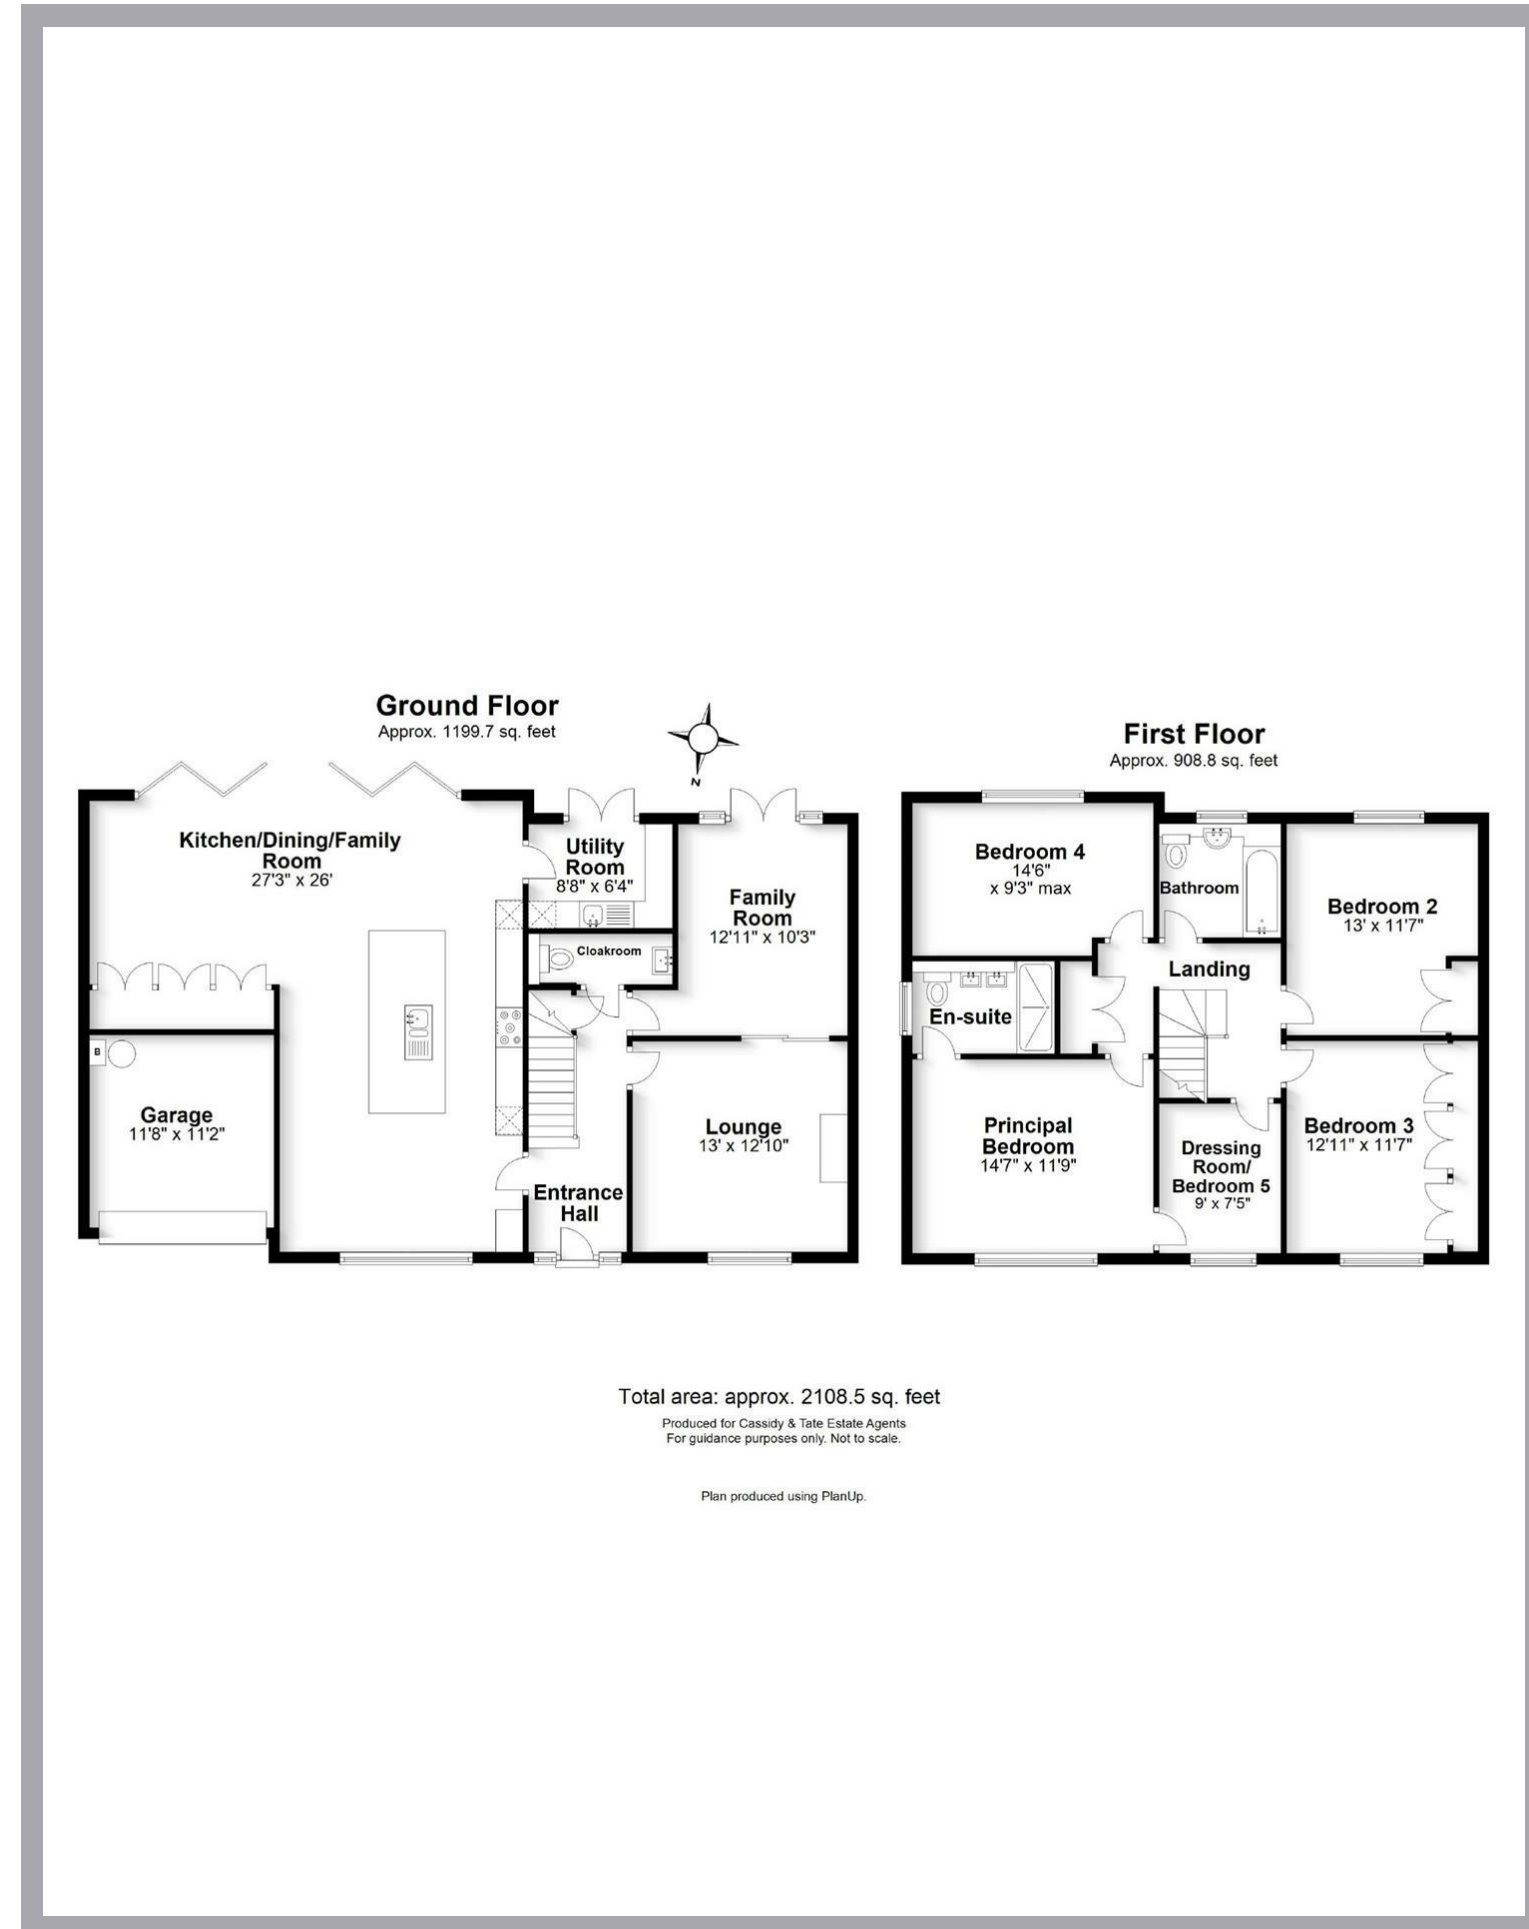 Ground Floor
Approx. 1199.7 sq. feet
N
Kitchen/Dining/Family
Room
27'3" x 26'
Utility
Room
8'8" x 6'4"
Family
Room
12'11" x 10'3"
Cloakroom
B
Garage
11'8" x 11'2"
Lounge
13' x 12'10"
Entrance
Hall
First Floor
Approx. 908.8 sq. feet
Bedroom 4
14'6"
x 9'3" max
Bathroom
Bedroom 2
13' x 11'7"
Landing
En-suite
Principal
Bedroom
14'7" x 11'9"
Dressing
Room/
Bedroom 5
9' x 7'5"
Bedroom 3
12'11" x 11'7"
Total area: approx. 2108.5 sq. feet
Produced for Cassidy & Tate Estate Agents
For guidance purposes only. Not to scale.
Plan produced using PlanUp.